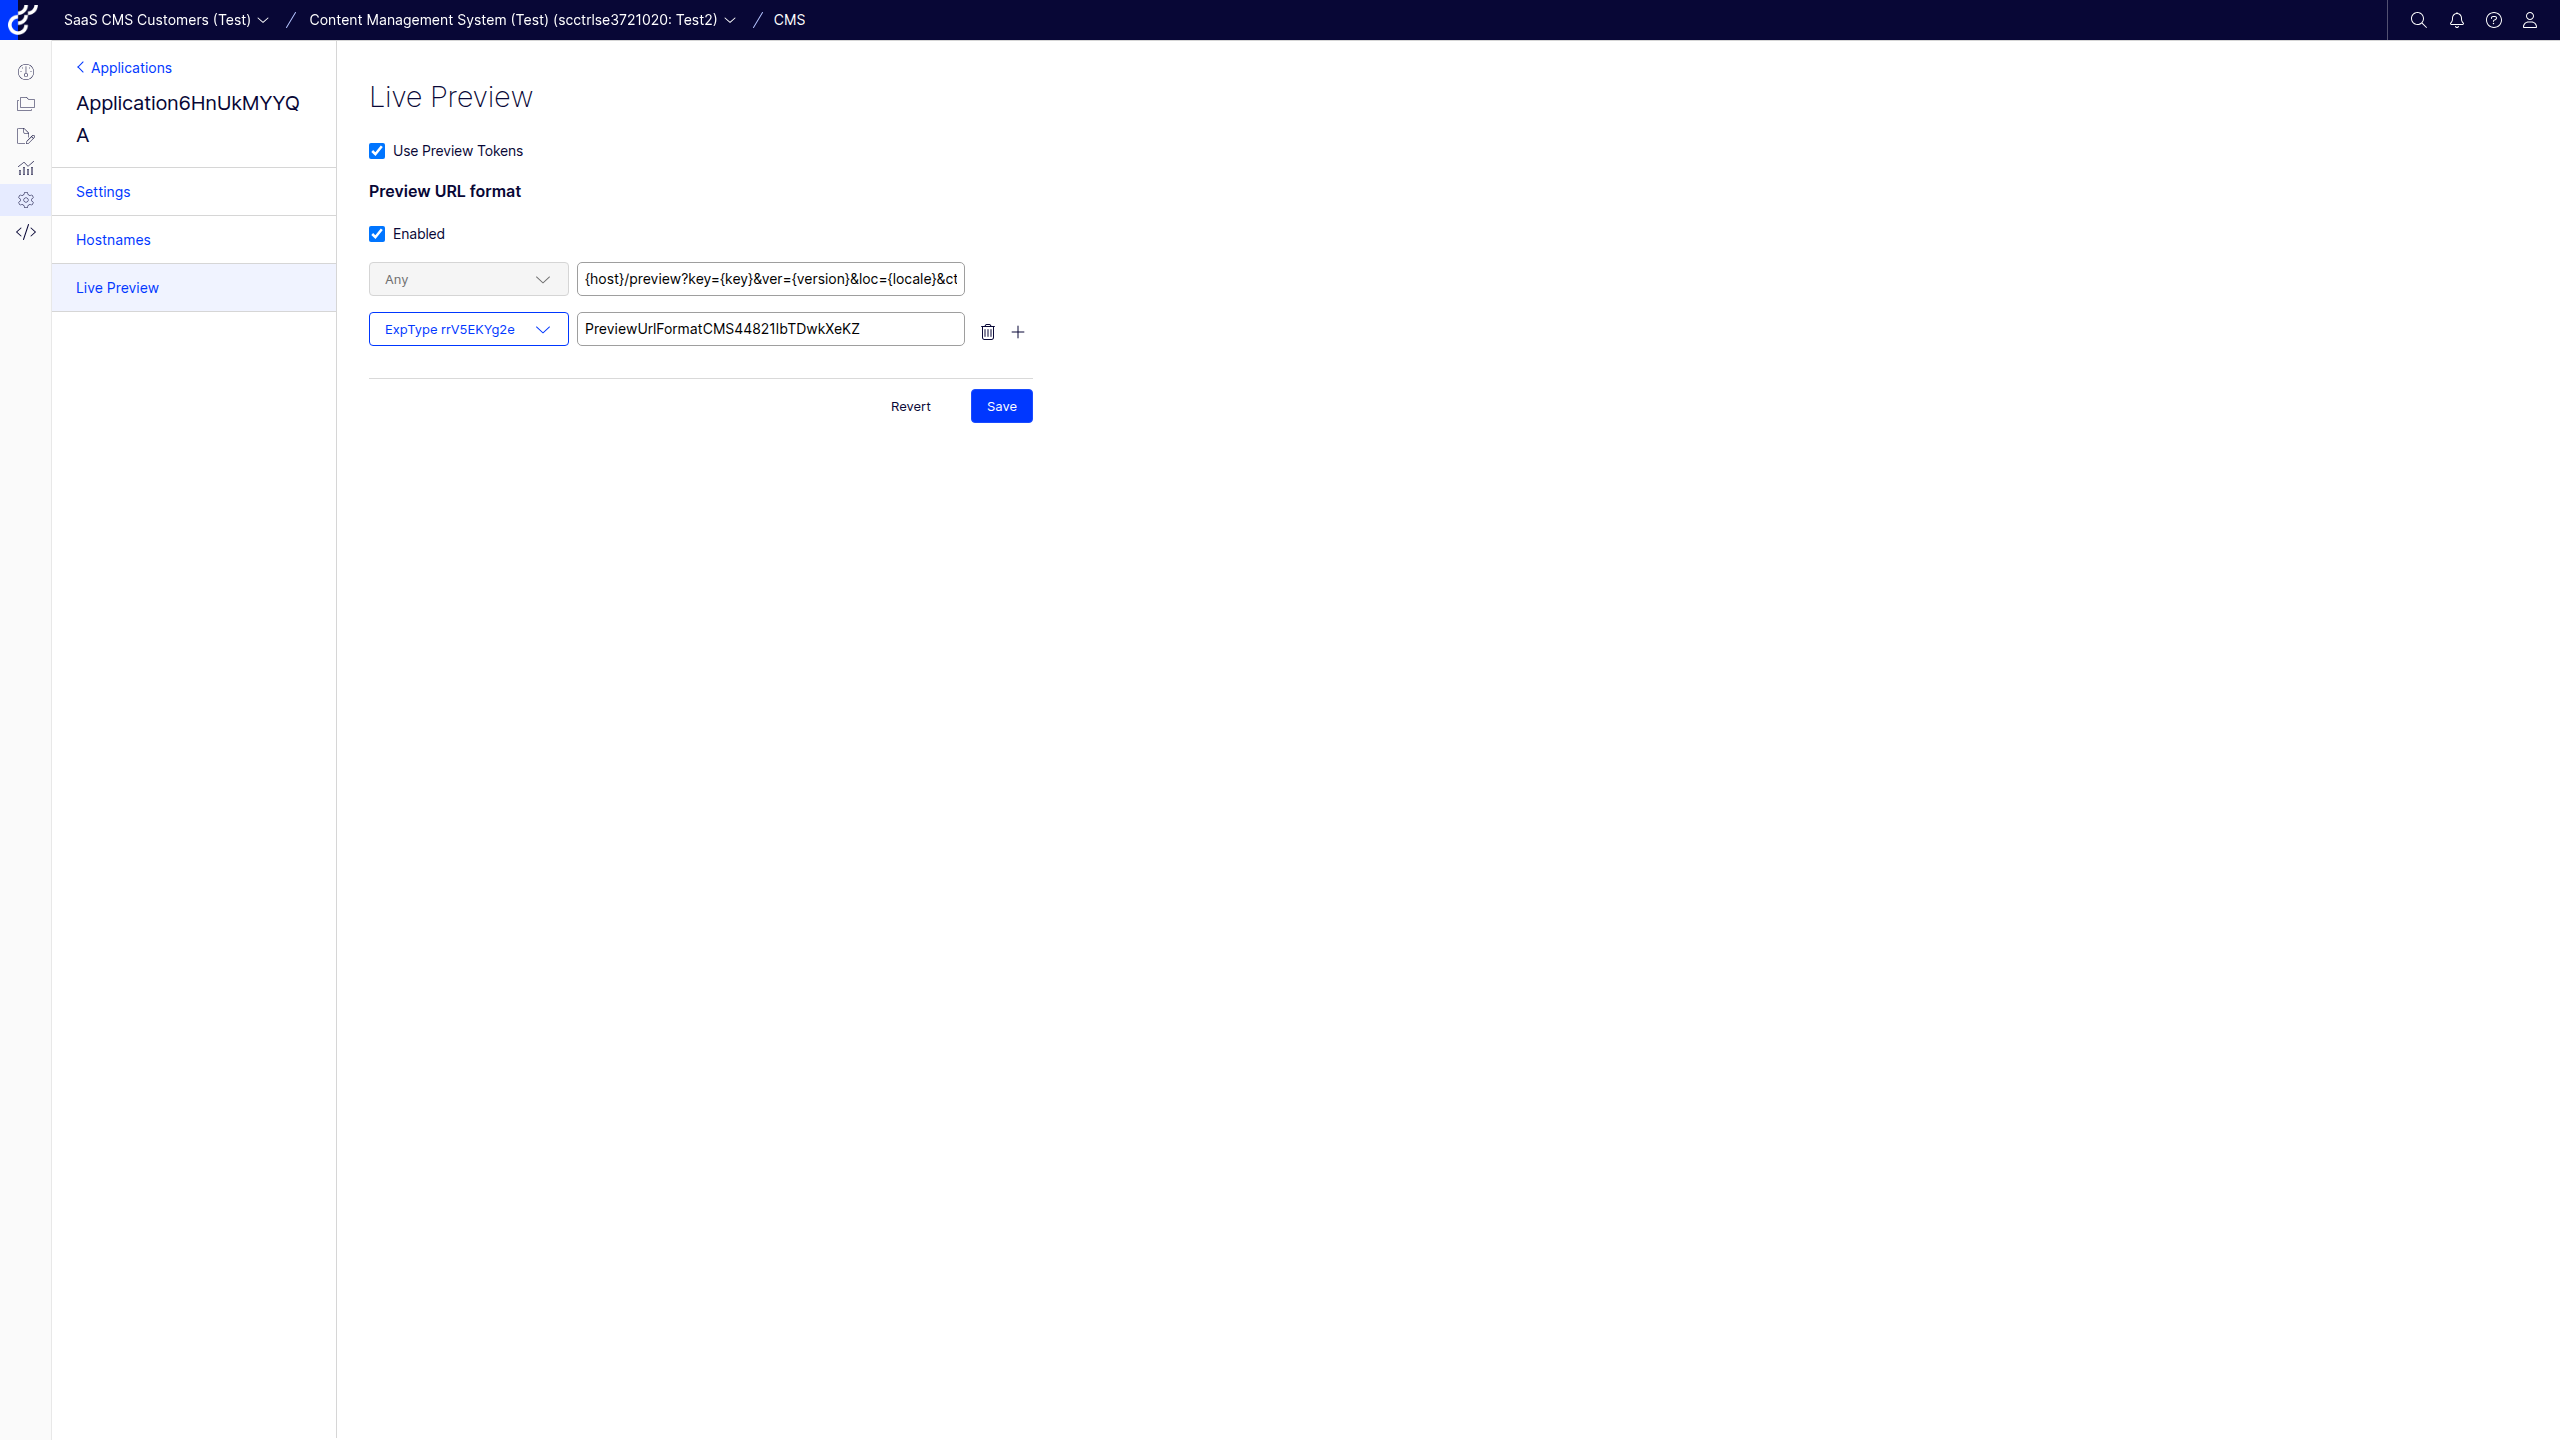 SaaS CMS Customers (Test) / Content Management System (Test) (scctrlse3721020: Test2) / CMS
Applications
Application6HnUkMYYQ
A
Settings
Hostnames
Live Preview
Live Preview
Use Preview Tokens
Preview URL format
Enabled
Any {host}/preview?key={key}&ver={version}&loc={locale}&ct
ExpType rrV5EKYg2e PreviewUrlFormatCMS44821IbTDwkXeKZ
Revert Save